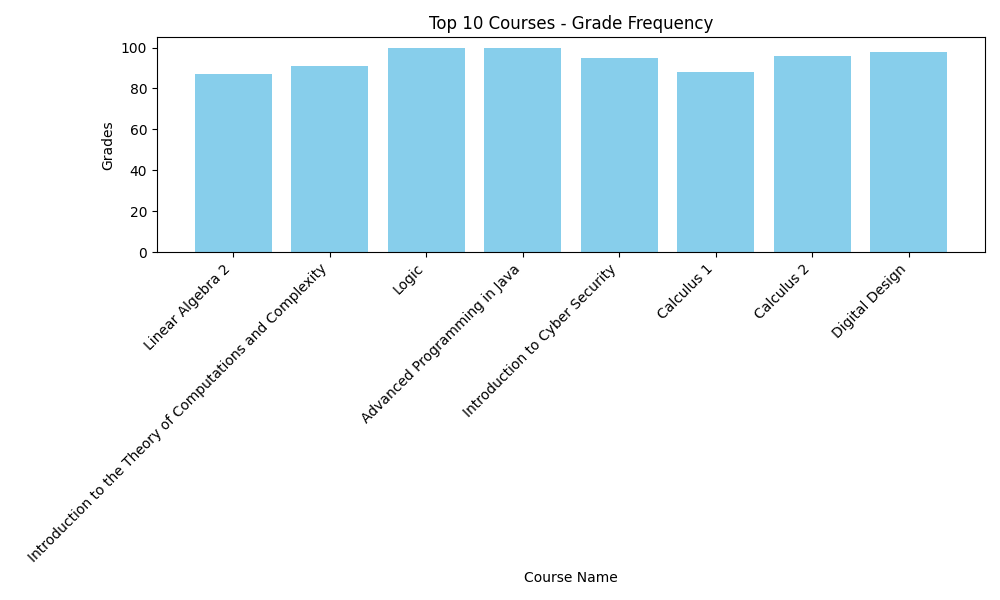 Top 10 Courses - Grade Frequency
Grades
100
80
60
40
20
0
Linear Algebra 2
Introduction to the Theory of Computations and Complexity
Logic
Advanced Programming in Java
Introduction to Cyber Security
Calculus 1
Calculus 2
Digital Design
Course Name